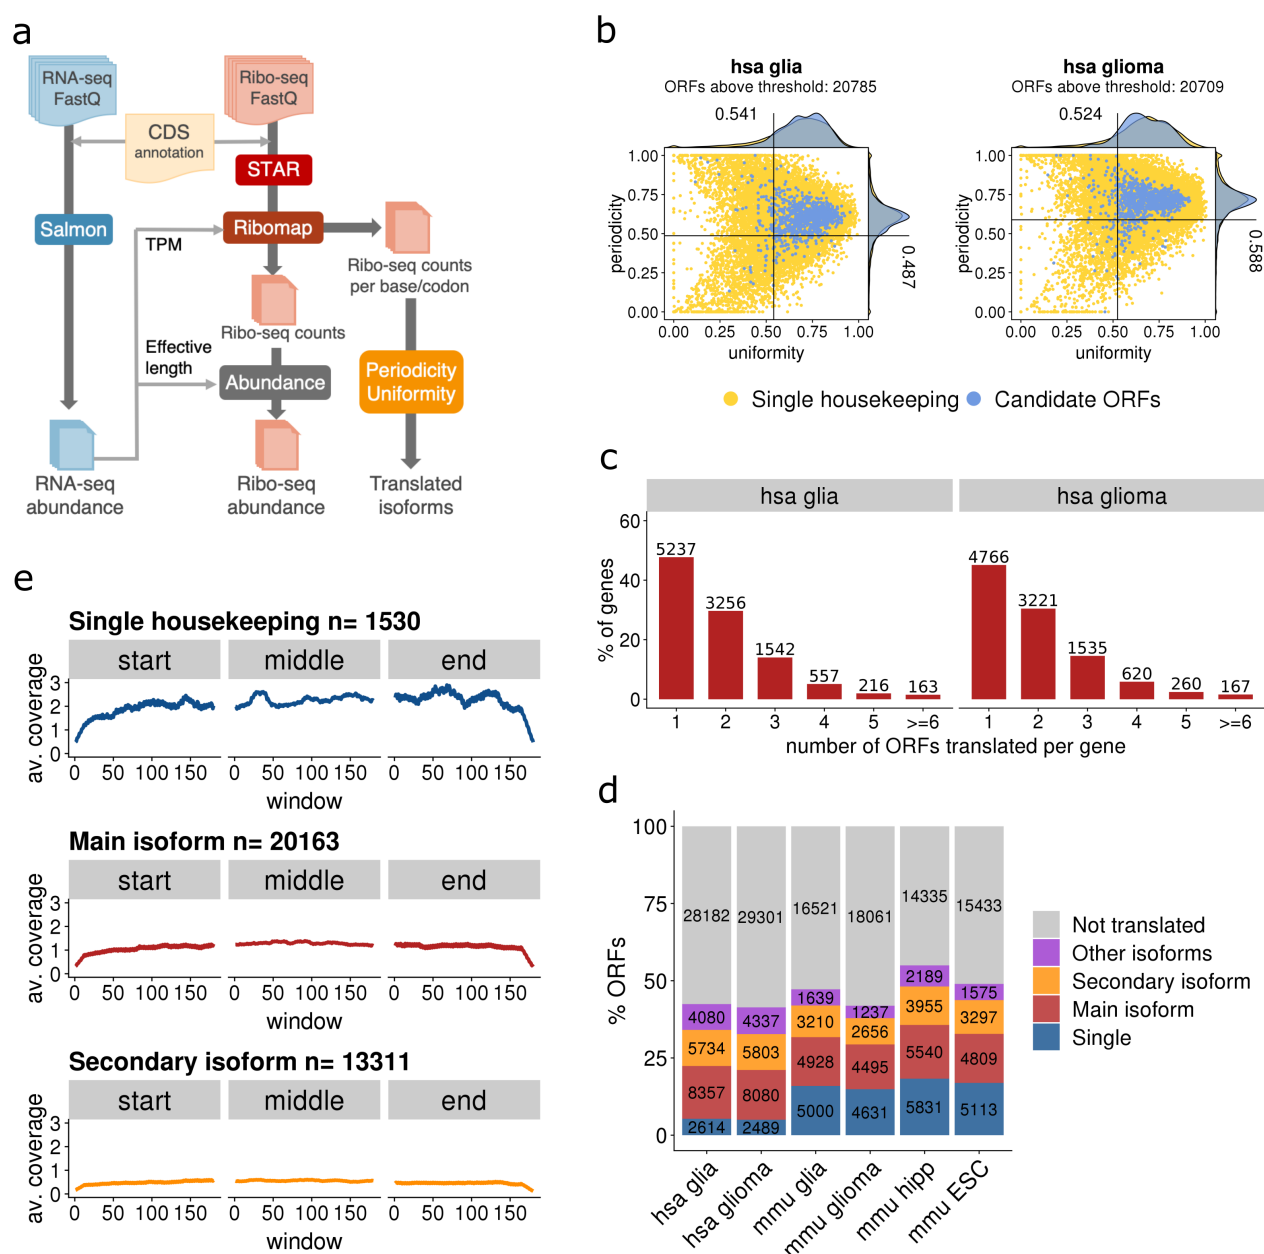 a
RNA-seq
FastQ
Ribo-seq
FastQ
CDS
annotation
STAR
Salmon
Ribomap
TPM
Ribo-seq counts
per base/codon
Ribo-seq counts
Effective
length
Abundance
Periodicity
Uniformity
RNA-seq
abundance
Ribo-seq
abundance
Translated
isoforms
b
hsa glia
ORFs above threshold: 20785
0.541
periodicity
1.00
0.75
0.50
0.25
0.00
0.487
0.00 0.25 0.50 0.75 1.00
uniformity
hsa glioma
ORFs above threshold: 20709
0.524
periodicity
1.00
0.75
0.50
0.25
0.00
0.588
0.00 0.25 0.50 0.75 1.00
uniformity
Single housekeeping Candidate ORFs
c
hsa glia hsa glioma
% of genes
60
40
20
0
5237 3256 1542 557 216 163
4766 3221 1535 620 260 167
1 2 3 4 5 >=6 1 2 3 4 5 >=6
number of ORFs translated per gene
d
% ORFs
100
75
50
25
0
28182 29301 16521 18061 14335 15433
4080 4337 1639 1237 2189 1575
5734 5803 3210 2656 3955 3297
8357 8080 4928 4495 5540 4809
2614 2489 5000 4631 5831 5113
hsa glia
hsa glioma
mmu glia
mmu glioma
mmu hipp
mmu ESC
Not translated
Other isoforms
Secondary isoform
Main isoform
Single
e
Single housekeeping n= 1530
start middle end
av. coverage
3
2
1
0
0 50 100 150 0 50 100 150 0 50 100 150
window
Main isoform n= 20163
start middle end
av. coverage
3
2
1
0
0 50 100 150 0 50 100 150 0 50 100 150
window
Secondary isoform n= 13311
start middle end
av. coverage
3
2
1
0
0 50 100 150 0 50 100 150 0 50 100 150
window